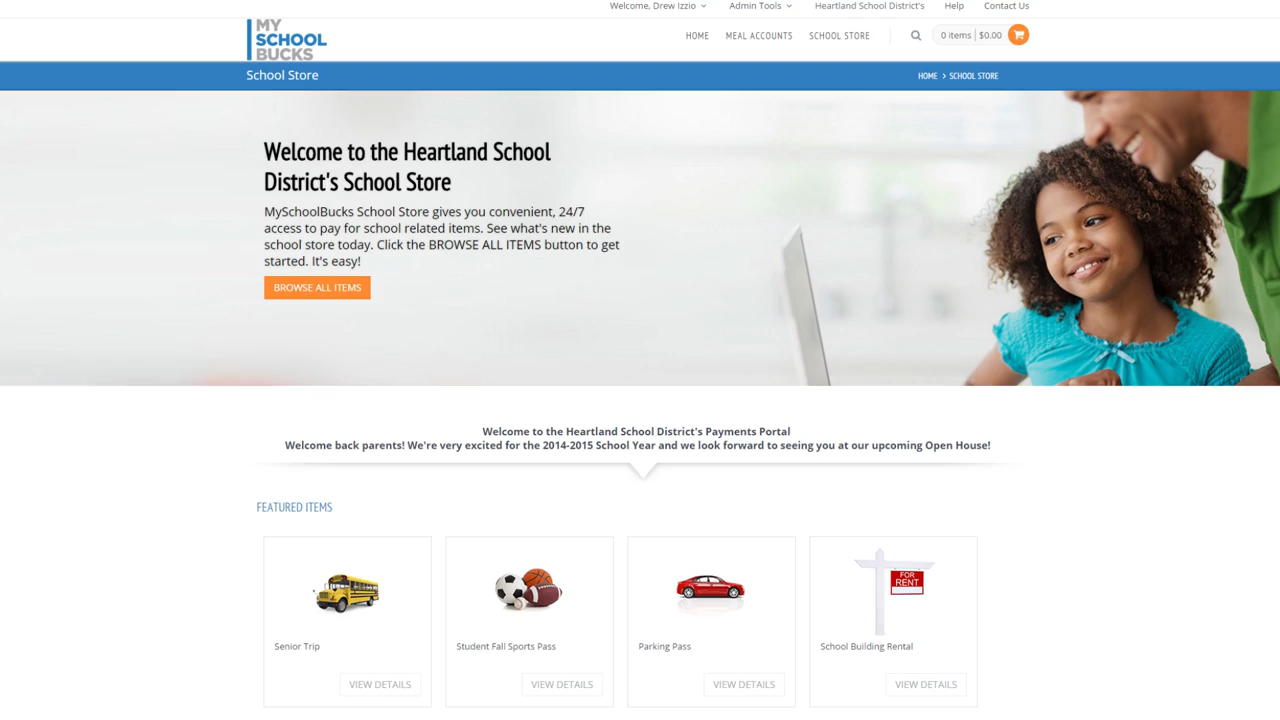 Welcome, Drew Izzio
Admin Tools
Heartland School District's
Help
Contact Us
MY
SCHOOL
BUCKS
HOME
MEAL ACCOUNTS
SCHOOL STORE
0 items | $0.00
School Store
HOME > SCHOOL STORE
Welcome to the Heartland School
District's School Store
MySchoolBucks School Store gives you convenient, 24/7
access to pay for school related items. See what's new in the
school store today. Click the BROWSE ALL ITEMS button to get
started. It's easy!
BROWSE ALL ITEMS
Welcome to the Heartland School District's Payments Portal
Welcome back parents! We're very excited for the 2014-2015 School Year and we look forward to seeing you at our upcoming Open House!
FEATURED ITEMS
FOR
RENT
Senior Trip
Student Fall Sports Pass
Parking Pass
School Building Rental
VIEW DETAILS
VIEW DETAILS
VIEW DETAILS
VIEW DETAILS